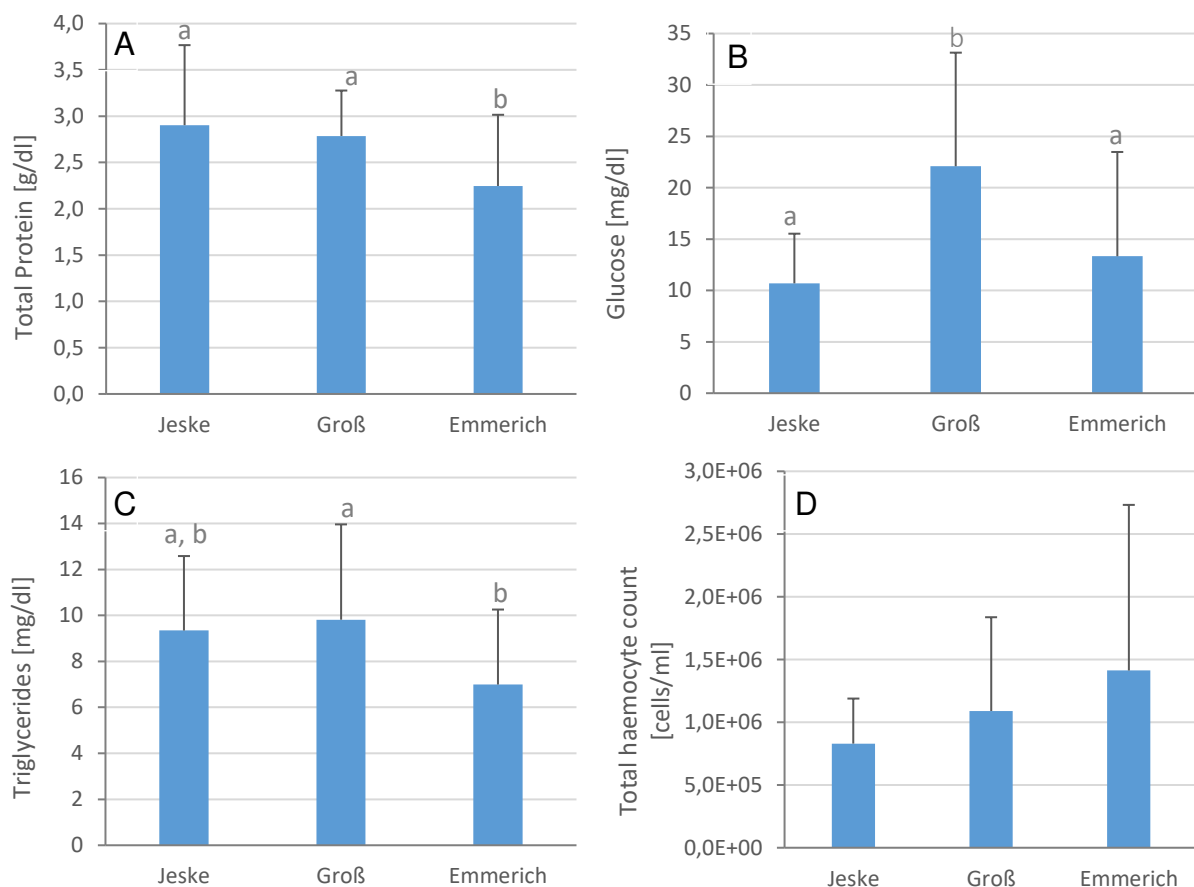 A
Total Protein [g/dl]
4,0
3,5
3,0
2,5
2,0
1,5
1,0
0,5
0,0
a
a
b
Jeske
Groß
Emmerich
B
Glucose [mg/dl]
35
30
25
20
15
10
5
0
a
b
a
Jeske
Groß
Emmerich
C
Triglycerides [mg/dl]
16
14
12
10
8
6
4
2
0
a, b
a
b
Jeske
Groß
Emmerich
D
Total haemocyte count
[cells/ml]
3,0E+06
2,5E+06
2,0E+06
1,5E+06
1,0E+06
5,0E+05
0,0E+00
Jeske
Groß
Emmerich